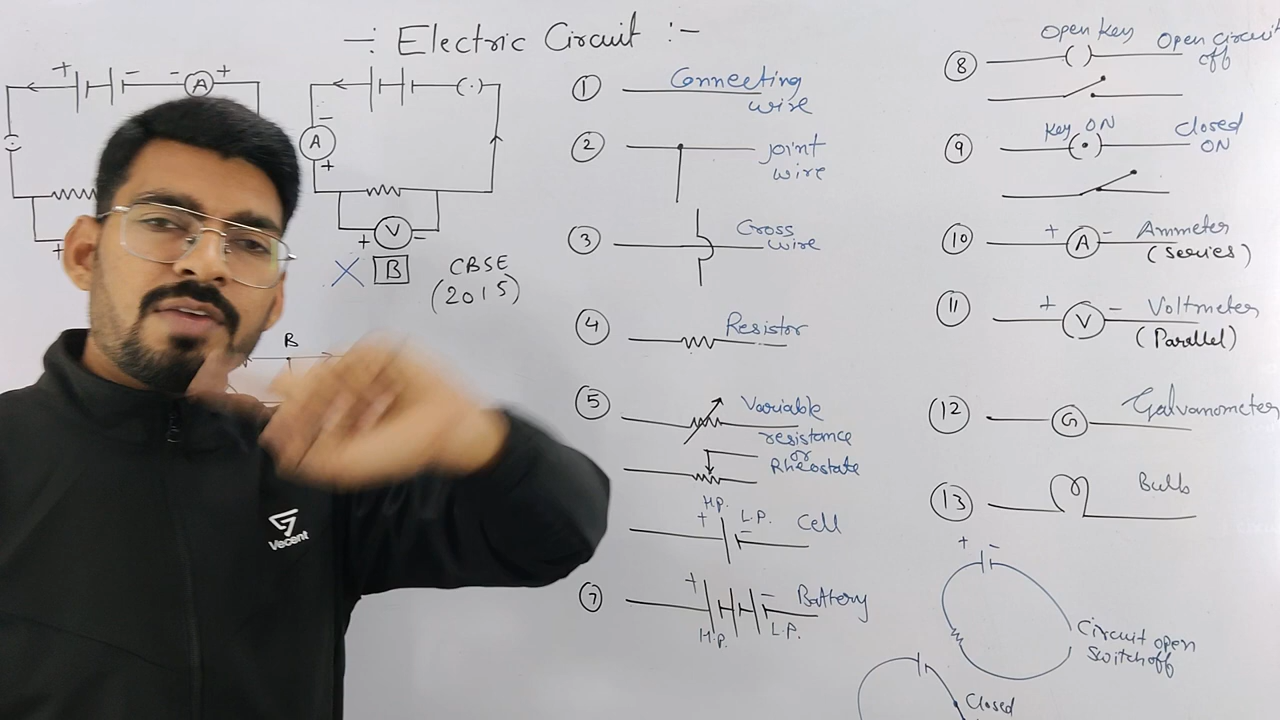 -: Electric Circuit :-
+ - - A +
+
- A +
V
+ -
X B CBSE
(2015)
B
Vecent
1 Connecting
wire
2 Joint
wire
3 Cross
wire
4 Resistor
5 Variable
resistance
or
Rheostate
H.P. + L.P. - Cell
7 + - Battery
H.P. L.P.
8 Open Key Open circuit
off
9 Key ON Closed
ON
10 + A - Ammeter
(Series)
11 + V - Voltmeter
(Parallel)
12 G Galvanometer
13 Bulb
+ -
Circuit open
Switch off
Closed